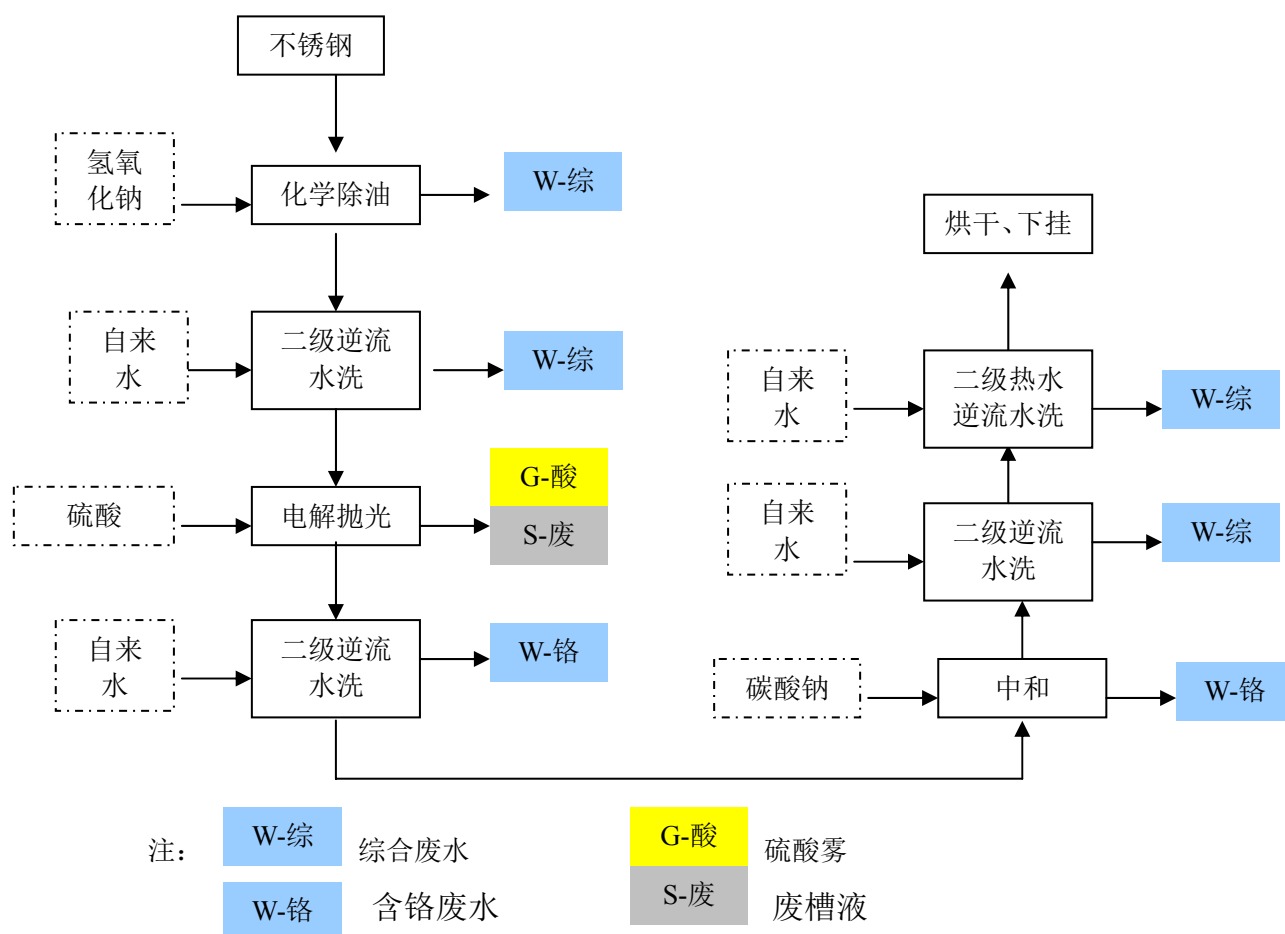 不锈钢
氢氧
化钠
化学除油
W-综
自来
水
二级逆流
水洗
W-综
硫酸
电解抛光
G-酸
S-废
自来
水
二级逆流
水洗
W-铬
烘干、下挂
自来
水
二级热水
逆流水洗
W-综
自来
水
二级逆流
水洗
W-综
碳酸钠
中和
W-铬
注：
W-综
综合废水
G-酸
硫酸雾
W-铬
含铬废水
S-废
废槽液